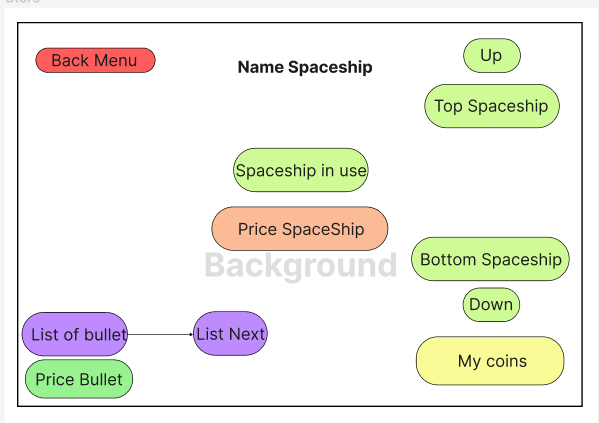 Store
Back Menu
Name Spaceship
Up
Top Spaceship
Spaceship in use
Price SpaceShip
Background
Bottom Spaceship
Down
List of bullet
List Next
My coins
Price Bullet